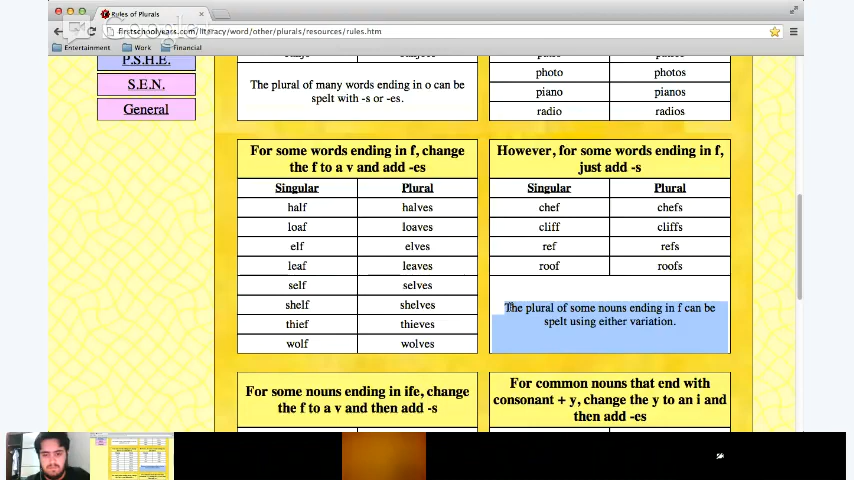 Rules of Plurals
firstschoolyears.com/literacy/word/other/plurals/resources/rules.htm
Entertainment Work Financial
P.S.H.E.
S.E.N.
General
The plural of many words ending in o can be
spelt with -s or -es.
photo photos
piano pianos
radio radios
For some words ending in f, change
the f to a v and add -es
Singular Plural
half halves
loaf loaves
elf elves
leaf leaves
self selves
shelf shelves
thief thieves
wolf wolves
However, for some words ending in f,
just add -s
Singular Plural
chef chefs
cliff cliffs
ref refs
roof roofs
The plural of some nouns ending in f can be
spelt using either variation.
For some nouns ending in ife, change
the f to a v and then add -s
For common nouns that end with
consonant + y, change the y to an i and
then add -es